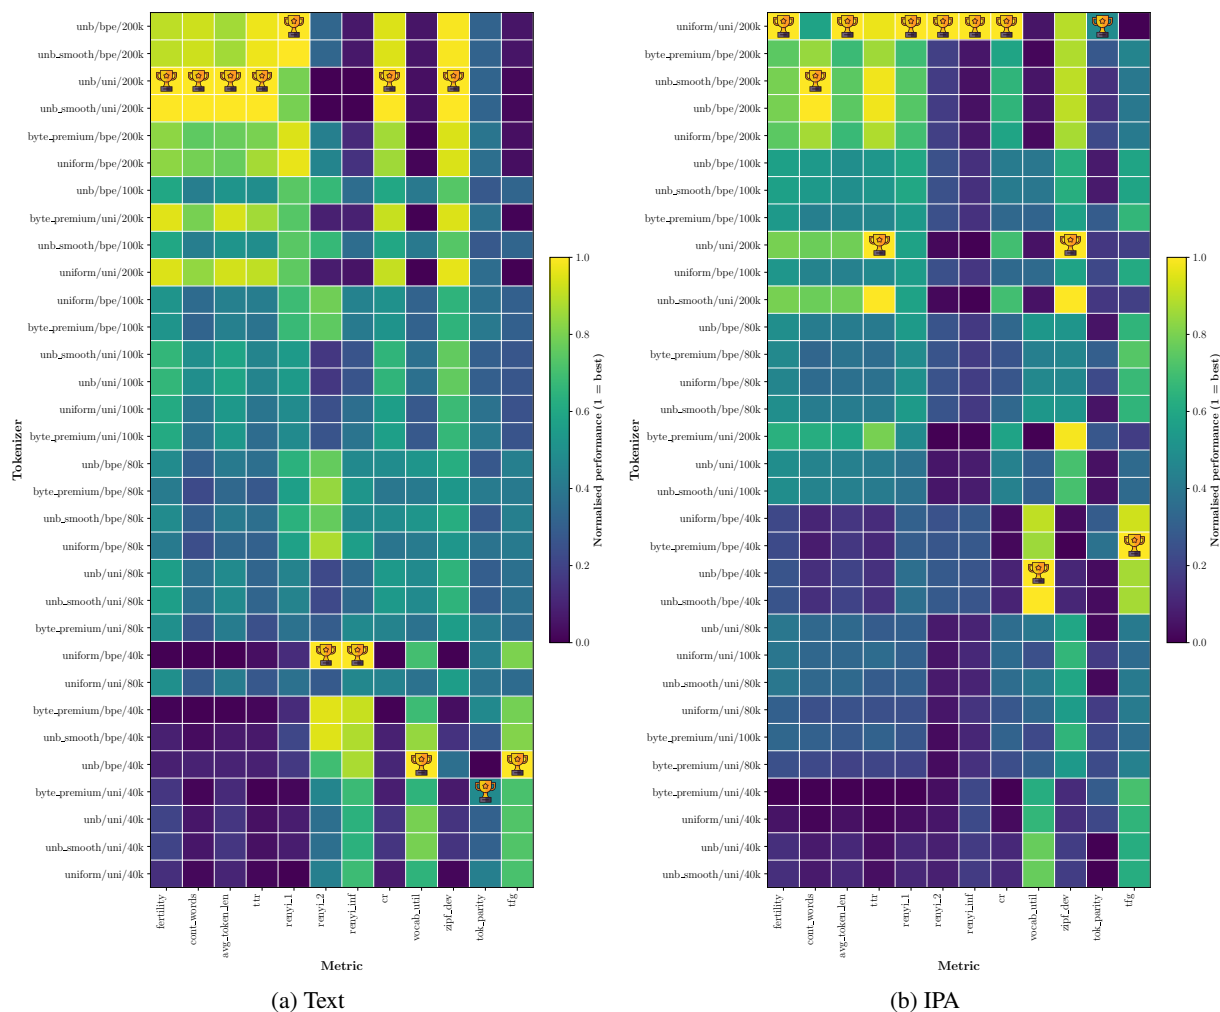 Tokenizer
unb/bpe/200k
unb_smooth/bpe/200k
unb/uni/200k
unb_smooth/uni/200k
byte_premium/bpe/200k
uniform/bpe/200k
unb/bpe/100k
byte_premium/uni/200k
unb_smooth/bpe/100k
uniform/uni/200k
uniform/bpe/100k
byte_premium/bpe/100k
unb_smooth/uni/100k
unb/uni/100k
uniform/uni/100k
byte_premium/uni/100k
unb/bpe/80k
byte_premium/bpe/80k
unb_smooth/bpe/80k
uniform/bpe/80k
unb/uni/80k
unb_smooth/uni/80k
byte_premium/uni/80k
uniform/bpe/40k
uniform/uni/80k
byte_premium/bpe/40k
unb_smooth/bpe/40k
unb/bpe/40k
byte_premium/uni/40k
unb/uni/40k
unb_smooth/uni/40k
uniform/uni/40k
fertility
cont_words
avg_token_len
ttr
renyi_1
renyi_2
renyi_inf
cr
vocab_util
zipf_dev
tok_parity
tfg
Metric
1.0
0.8
0.6
0.4
0.2
0.0
Normalised performance (1 = best)
(a) Text
Tokenizer
uniform/uni/200k
byte_premium/bpe/200k
unb_smooth/bpe/200k
unb/bpe/200k
uniform/bpe/200k
unb/bpe/100k
unb_smooth/bpe/100k
byte_premium/bpe/100k
unb/uni/200k
uniform/bpe/100k
unb_smooth/uni/200k
unb/bpe/80k
byte_premium/bpe/80k
uniform/bpe/80k
unb_smooth/bpe/80k
byte_premium/uni/200k
unb/uni/100k
unb_smooth/uni/100k
uniform/bpe/40k
byte_premium/bpe/40k
unb/bpe/40k
unb_smooth/bpe/40k
unb/uni/80k
uniform/uni/100k
unb_smooth/uni/80k
uniform/uni/80k
byte_premium/uni/100k
byte_premium/uni/80k
byte_premium/uni/40k
uniform/uni/40k
unb/uni/40k
unb_smooth/uni/40k
fertility
cont_words
avg_token_len
ttr
renyi_1
renyi_2
renyi_inf
cr
vocab_util
zipf_dev
tok_parity
tfg
Metric
1.0
0.8
0.6
0.4
0.2
0.0
Normalised performance (1 = best)
(b) IPA